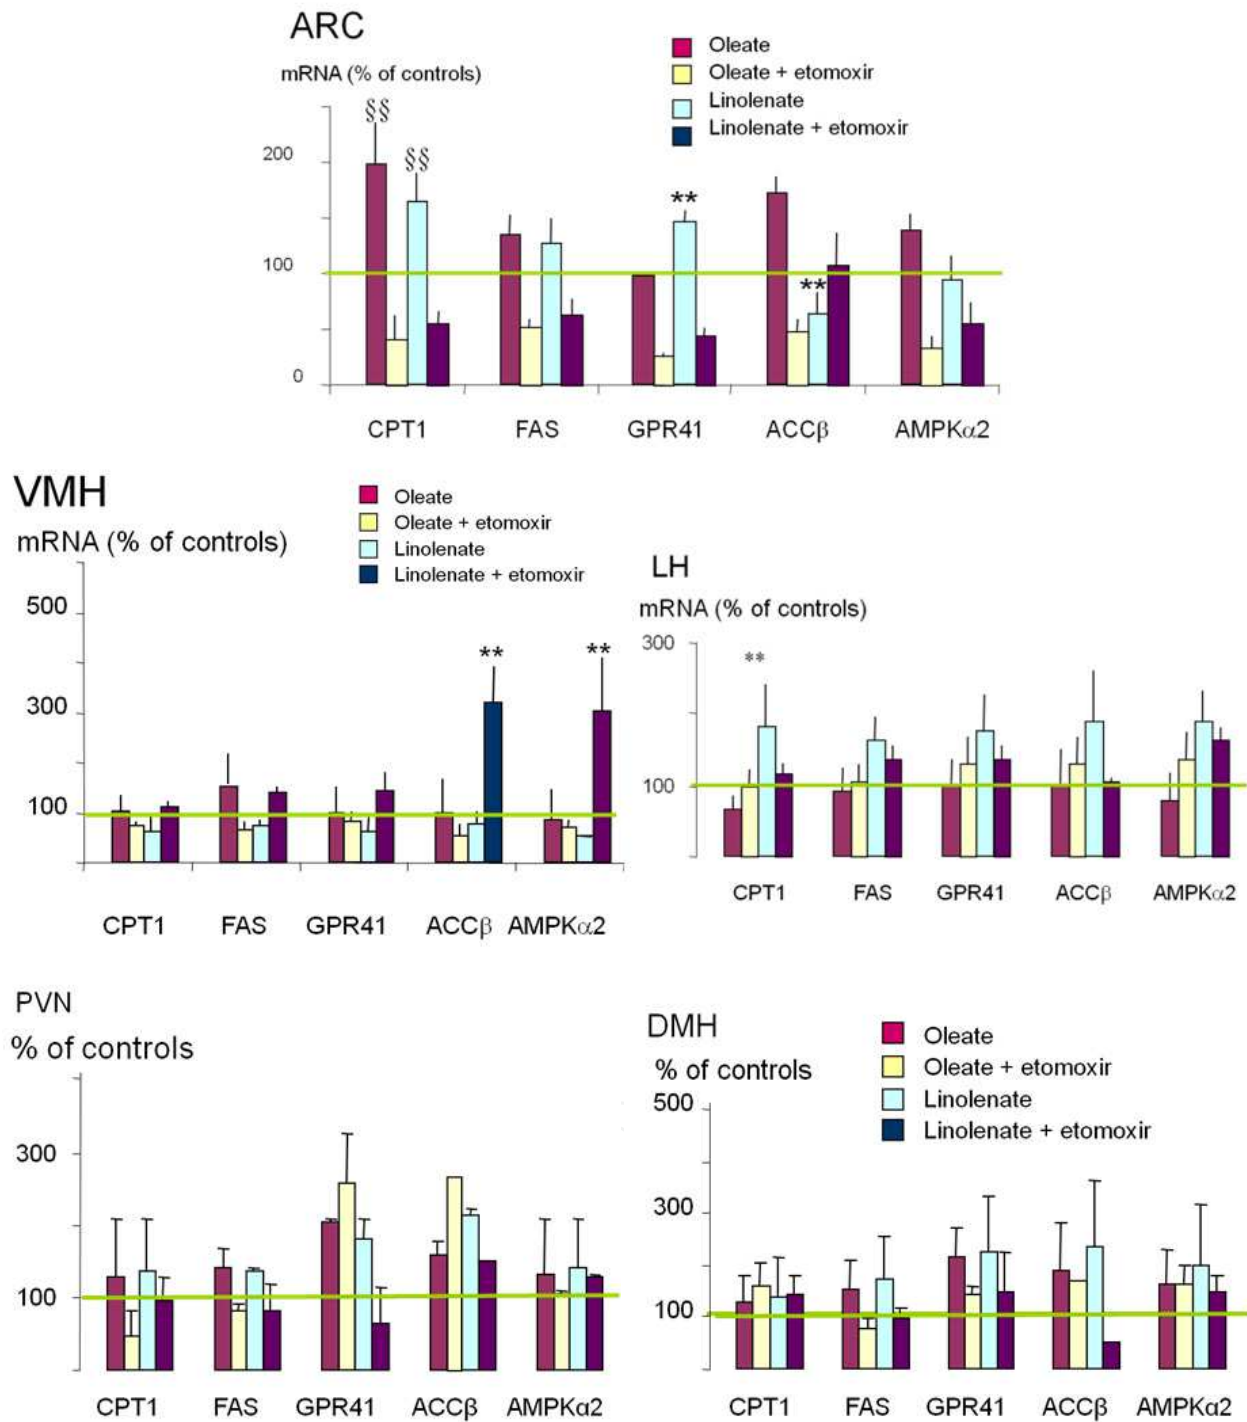 ARC
mRNA (% of controls)
Oleate
Oleate + etomoxir
Linolenate
Linolenate + etomoxir
§§
§§
**
**
200
100
0
CPT1 FAS GPR41 ACCβ AMPKα2
VMH
mRNA (% of controls)
Oleate
Oleate + etomoxir
Linolenate
Linolenate + etomoxir
500
300
100
**
**
CPT1 FAS GPR41 ACCβ AMPKα2
LH
mRNA (% of controls)
300
100
**
CPT1 FAS GPR41 ACCβ AMPKα2
PVN
% of controls
300
100
CPT1 FAS GPR41 ACCβ AMPKα2
DMH
% of controls
Oleate
Oleate + etomoxir
Linolenate
Linolenate + etomoxir
500
300
100
CPT1 FAS GPR41 ACCβ AMPKα2